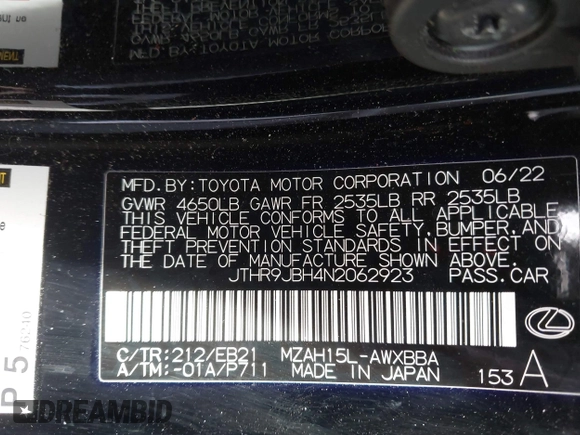 MFD.BY:TOYOTA MOTOR CORPORATION 06/22
GVWR 4650LB GAWR FR 2535LB RR 2535LB
THIS VEHICLE CONFORMS TO ALL APPLICABLE
FEDERAL MOTOR VEHICLE SAFETY,BUMPER,AND
THEFT PREVENTION STANDARDS IN EFFECT ON
THE DATE OF MANUFACTURE SHOWN ABOVE.
JTHR9JBH4N2062923 PASS.CAR
C/TR:212/EB21 MZAH15L-AWXBBA
A/TM:-01A/P711 MADE IN JAPAN 153 A
DREAMBID